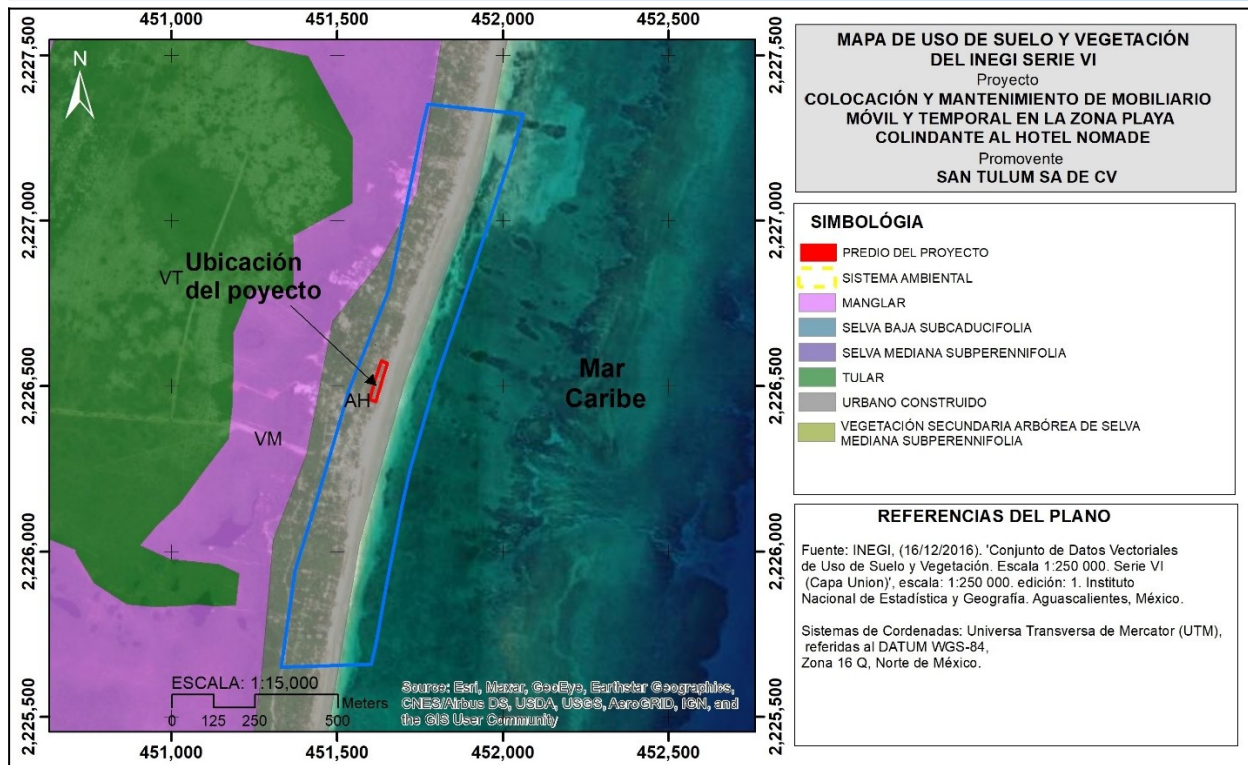 451,000
451,500
452,000
452,500
2,227,500
2,227,000
2,226,500
2,226,000
2,225,500
N
VT
Ubicación
del poyecto
AH
VM
Mar
Caribe
ESCALA: 1:15,000
Meters
0 125 250 500
Source: Esri, Maxar, GeoEye, Earthstar Geographics,
CNES/Airbus DS, USDA, USGS, AeroGRID, IGN, and
the GIS User Community
2,227,500
2,227,000
2,226,500
2,226,000
2,225,500
451,000
451,500
452,000
452,500
MAPA DE USO DE SUELO Y VEGETACIÓN
DEL INEGI SERIE VI
Proyecto
COLOCACIÓN Y MANTENIMIENTO DE MOBILIARIO
MÓVIL Y TEMPORAL EN LA ZONA PLAYA
COLINDANTE AL HOTEL NOMADE
Promovente
SAN TULUM SA DE CV
SIMBOLÓGIA
PREDIO DEL PROYECTO
SISTEMA AMBIENTAL
MANGLAR
SELVA BAJA SUBCADUCIFOLIA
SELVA MEDIANA SUBPERENNIFOLIA
TULAR
URBANO CONSTRUIDO
VEGETACIÓN SECUNDARIA ARBÓREA DE SELVA
MEDIANA SUBPERENNIFOLIA
REFERENCIAS DEL PLANO
Fuente: INEGI, (16/12/2016). 'Conjunto de Datos Vectoriales
de Uso de Suelo y Vegetación. Escala 1:250 000. Serie VI
(Capa Union)', escala: 1:250 000. edición: 1. Instituto
Nacional de Estadística y Geografía. Aguascalientes, México.
Sistemas de Cordenadas: Universa Transversa de Mercator (UTM),
referidas al DATUM WGS-84,
Zona 16 Q, Norte de México.